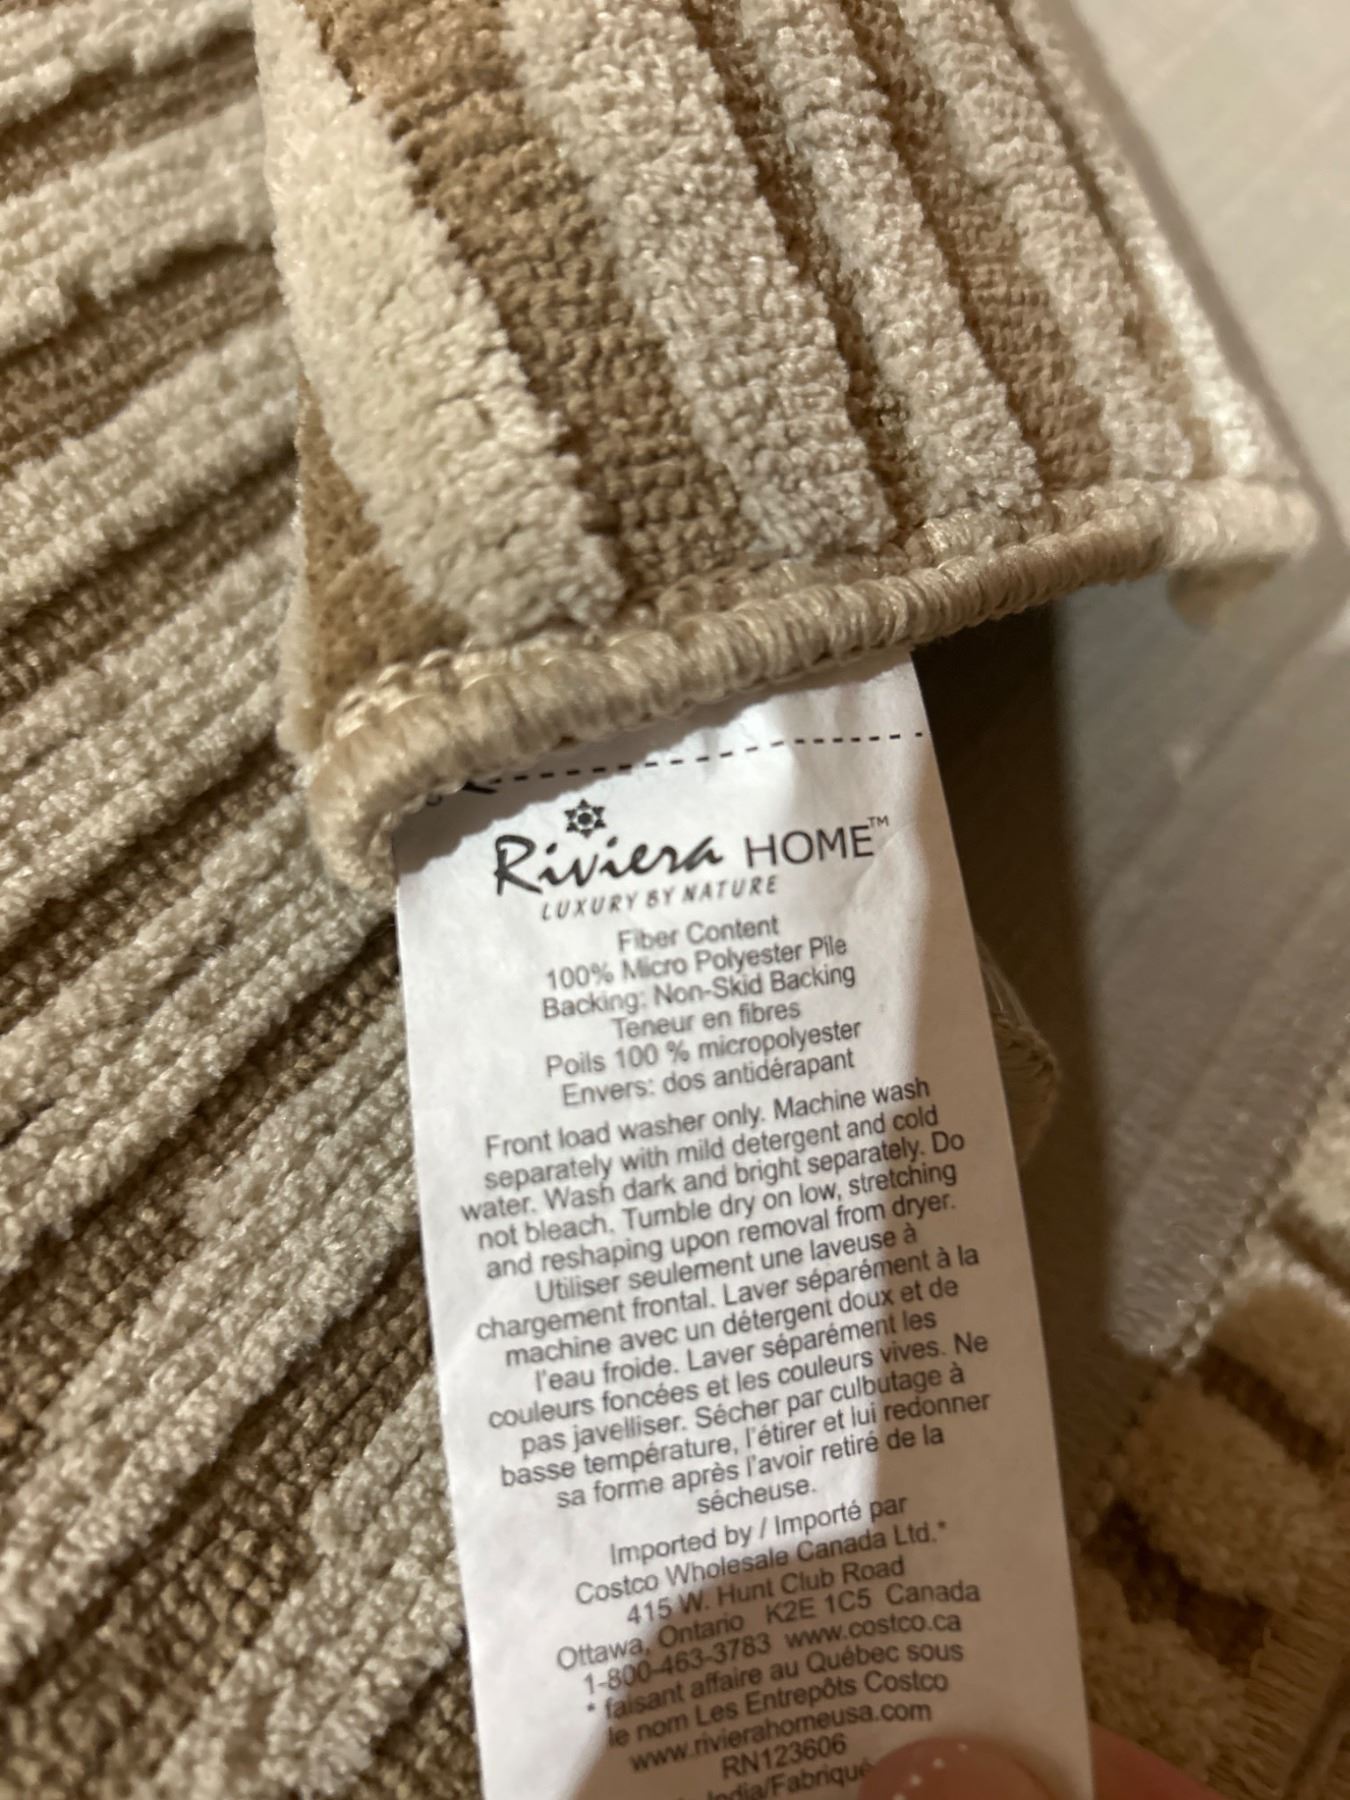 Riviera HOME™
LUXURY BY NATURE
Fiber Content
100% Micro Polyester Pile
Backing: Non-Skid Backing
Teneur en fibres
Poils 100 % micropolyester
Envers: dos antidérapant
Front load washer only. Machine wash
separately with mild detergent and cold
water. Wash dark and bright separately. Do
not bleach. Tumble dry on low, stretching
and reshaping upon removal from dryer.
Utiliser seulement une laveuse à
chargement frontal. Laver séparément à la
machine avec un détergent doux et de
l'eau froide. Laver séparément les
couleurs foncées et les couleurs vives. Ne
pas javelliser. Sécher par culbutage à
basse température, l'étirer et lui redonner
sa forme après l'avoir retiré de la
sécheuse.
Imported by / Importé par
Costco Wholesale Canada Ltd.*
415 W. Hunt Club Road
Ottawa, Ontario K2E 1C5 Canada
1-800-463-3783 www.costco.ca
* faisant affaire au Québec sous
le nom Les Entrepôts Costco
www.rivierahomeusa.com
RN123606
India/Fabriqué